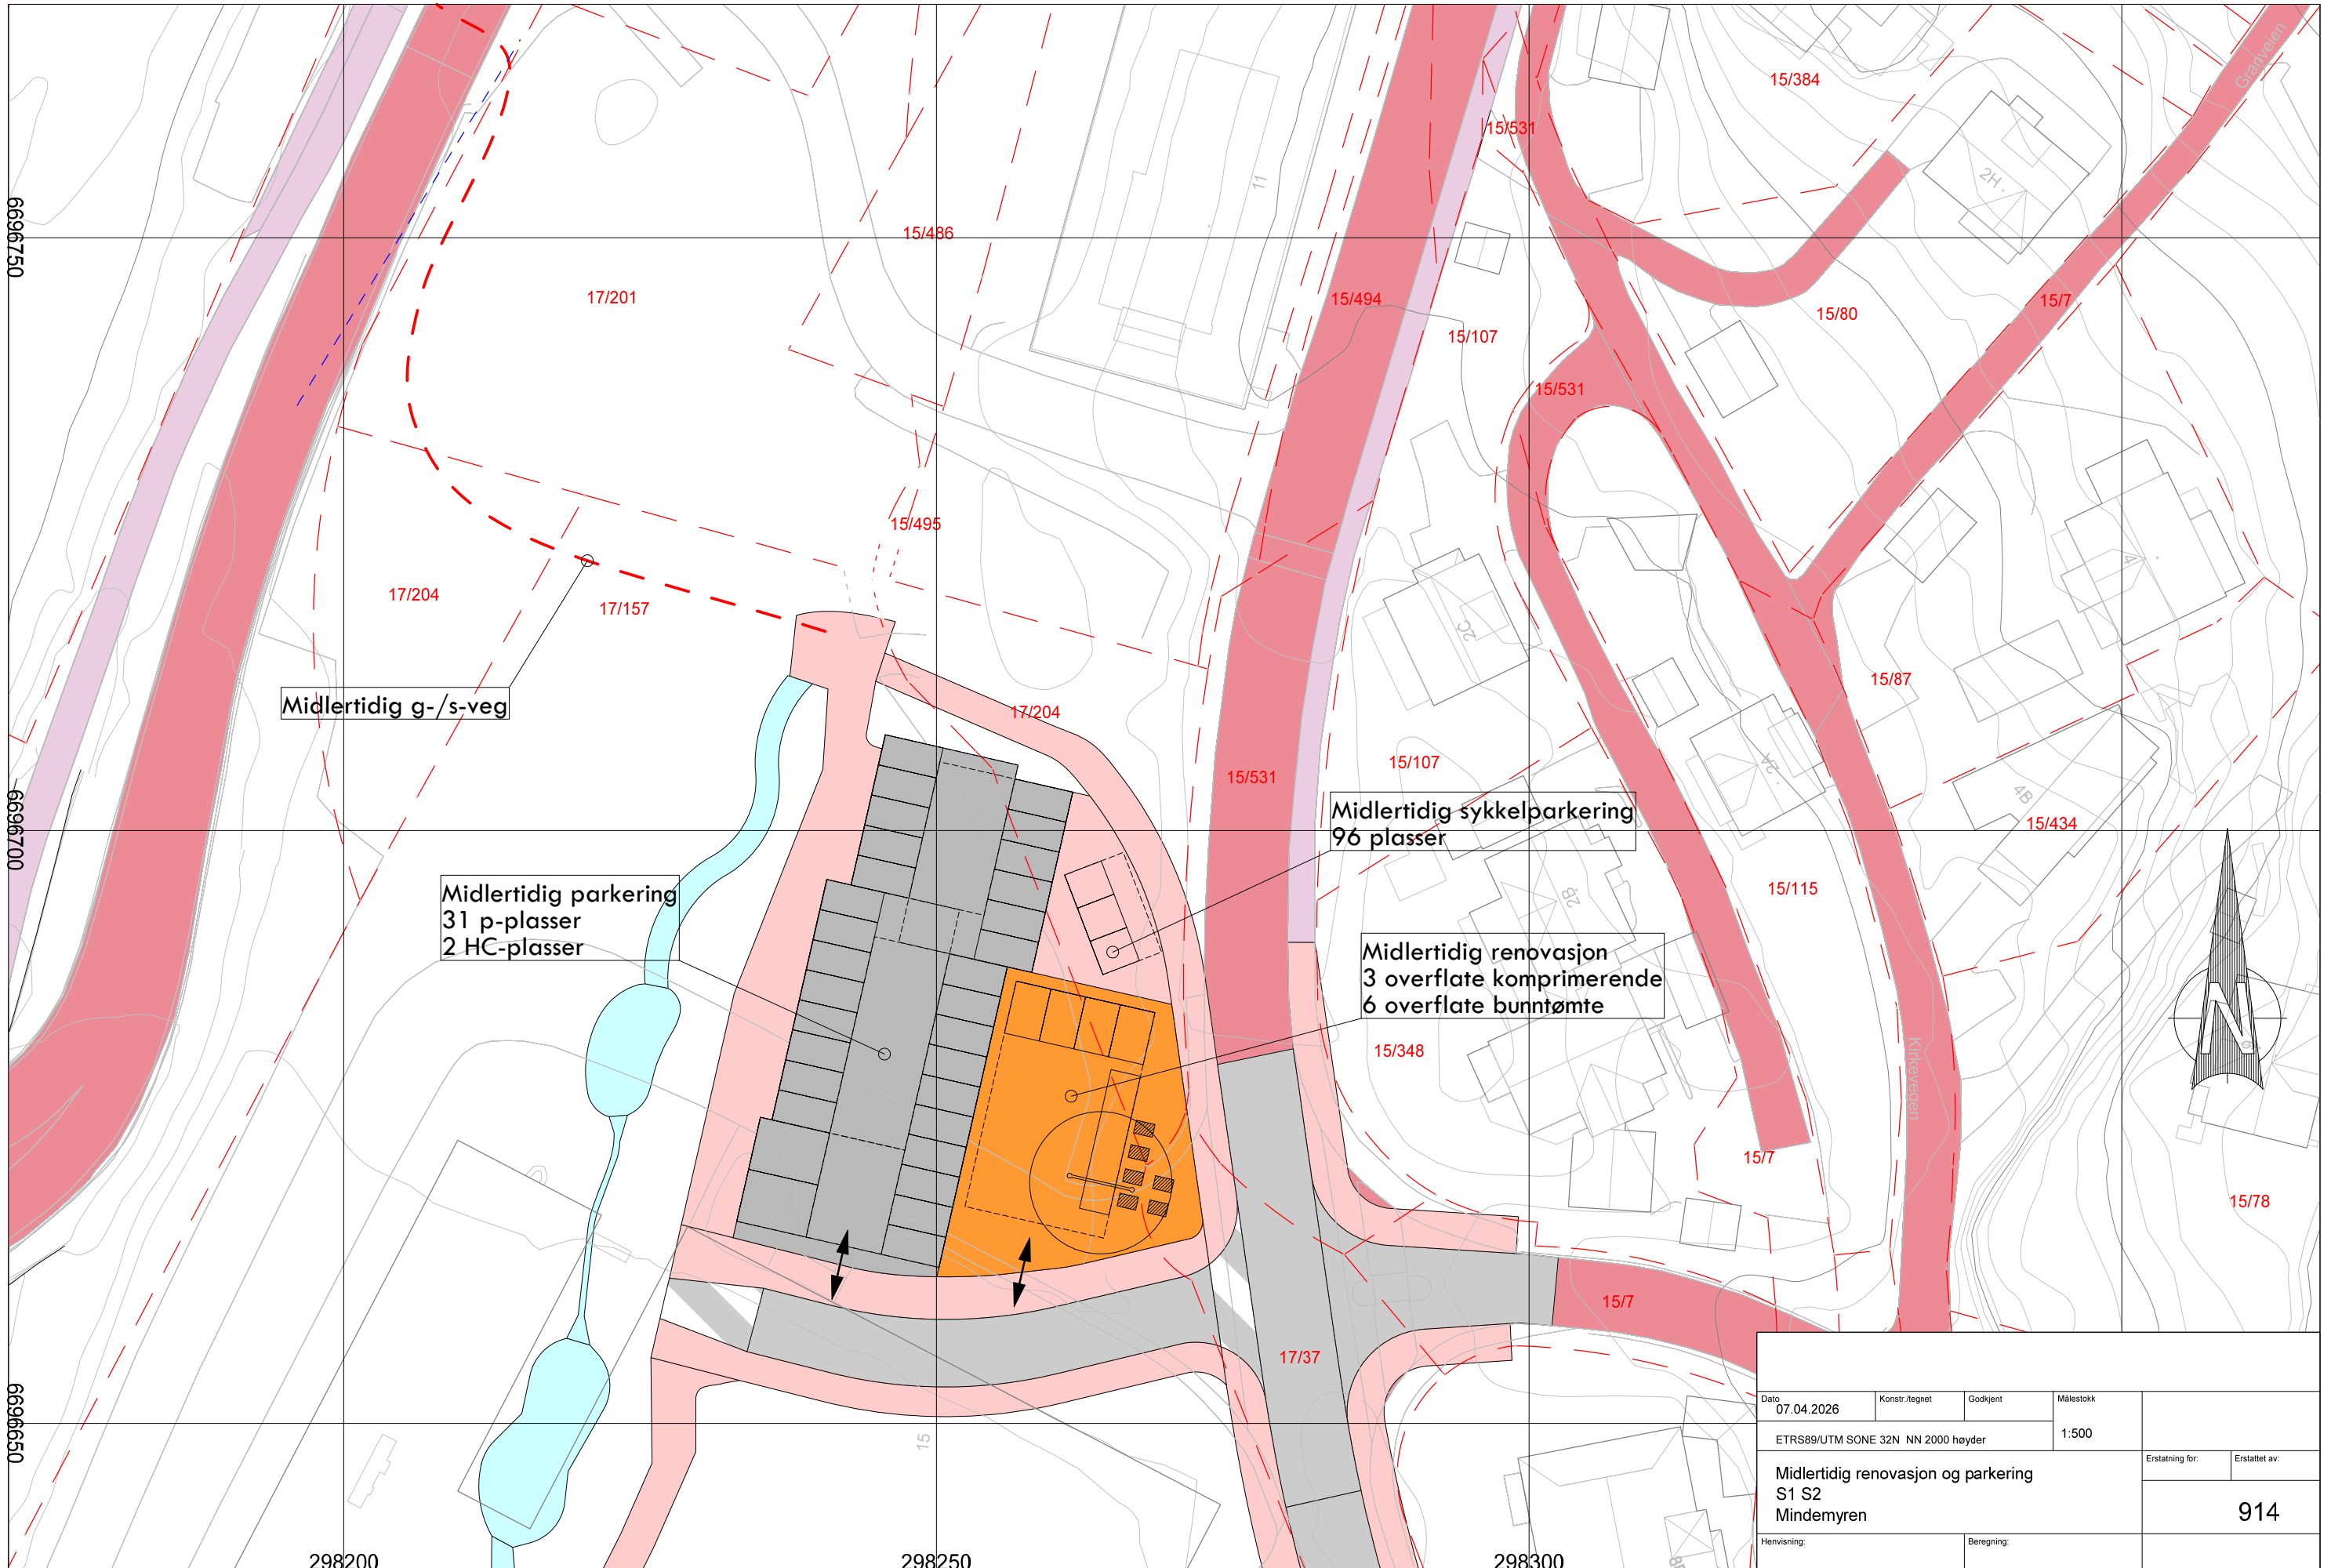 Granveien
15/384
15/531
11
2H
6696750
15/486
17/201
15/494
15/7
15/80
15/107
15/531
15/495
4
17/204
17/157
2C
15/87
Midlertidig g-/s-veg
17/204
2A
15/531
15/107
4B
6696700
Midlertidig sykkelparkering
96 plasser
15/434
Midlertidig parkering
31 p-plasser
2 HC-plasser
15/115
2B
Midlertidig renovasjon
3 overflate komprimerende
6 overflate bunntømte
N
15/348
Kirkevegen
15/7
15/78
15/7
17/37
6696650
15
Dato
07.04.2026
Konstr./tegnet
Godkjent
Målestokk
1:500
ETRS89/UTM SONE 32N NN 2000 høyder
Erstatning for:
Erstattet av:
Midlertidig renovasjon og parkering
S1 S2
Mindemyren
914
Henvisning:
Beregning:
298200
298250
298300